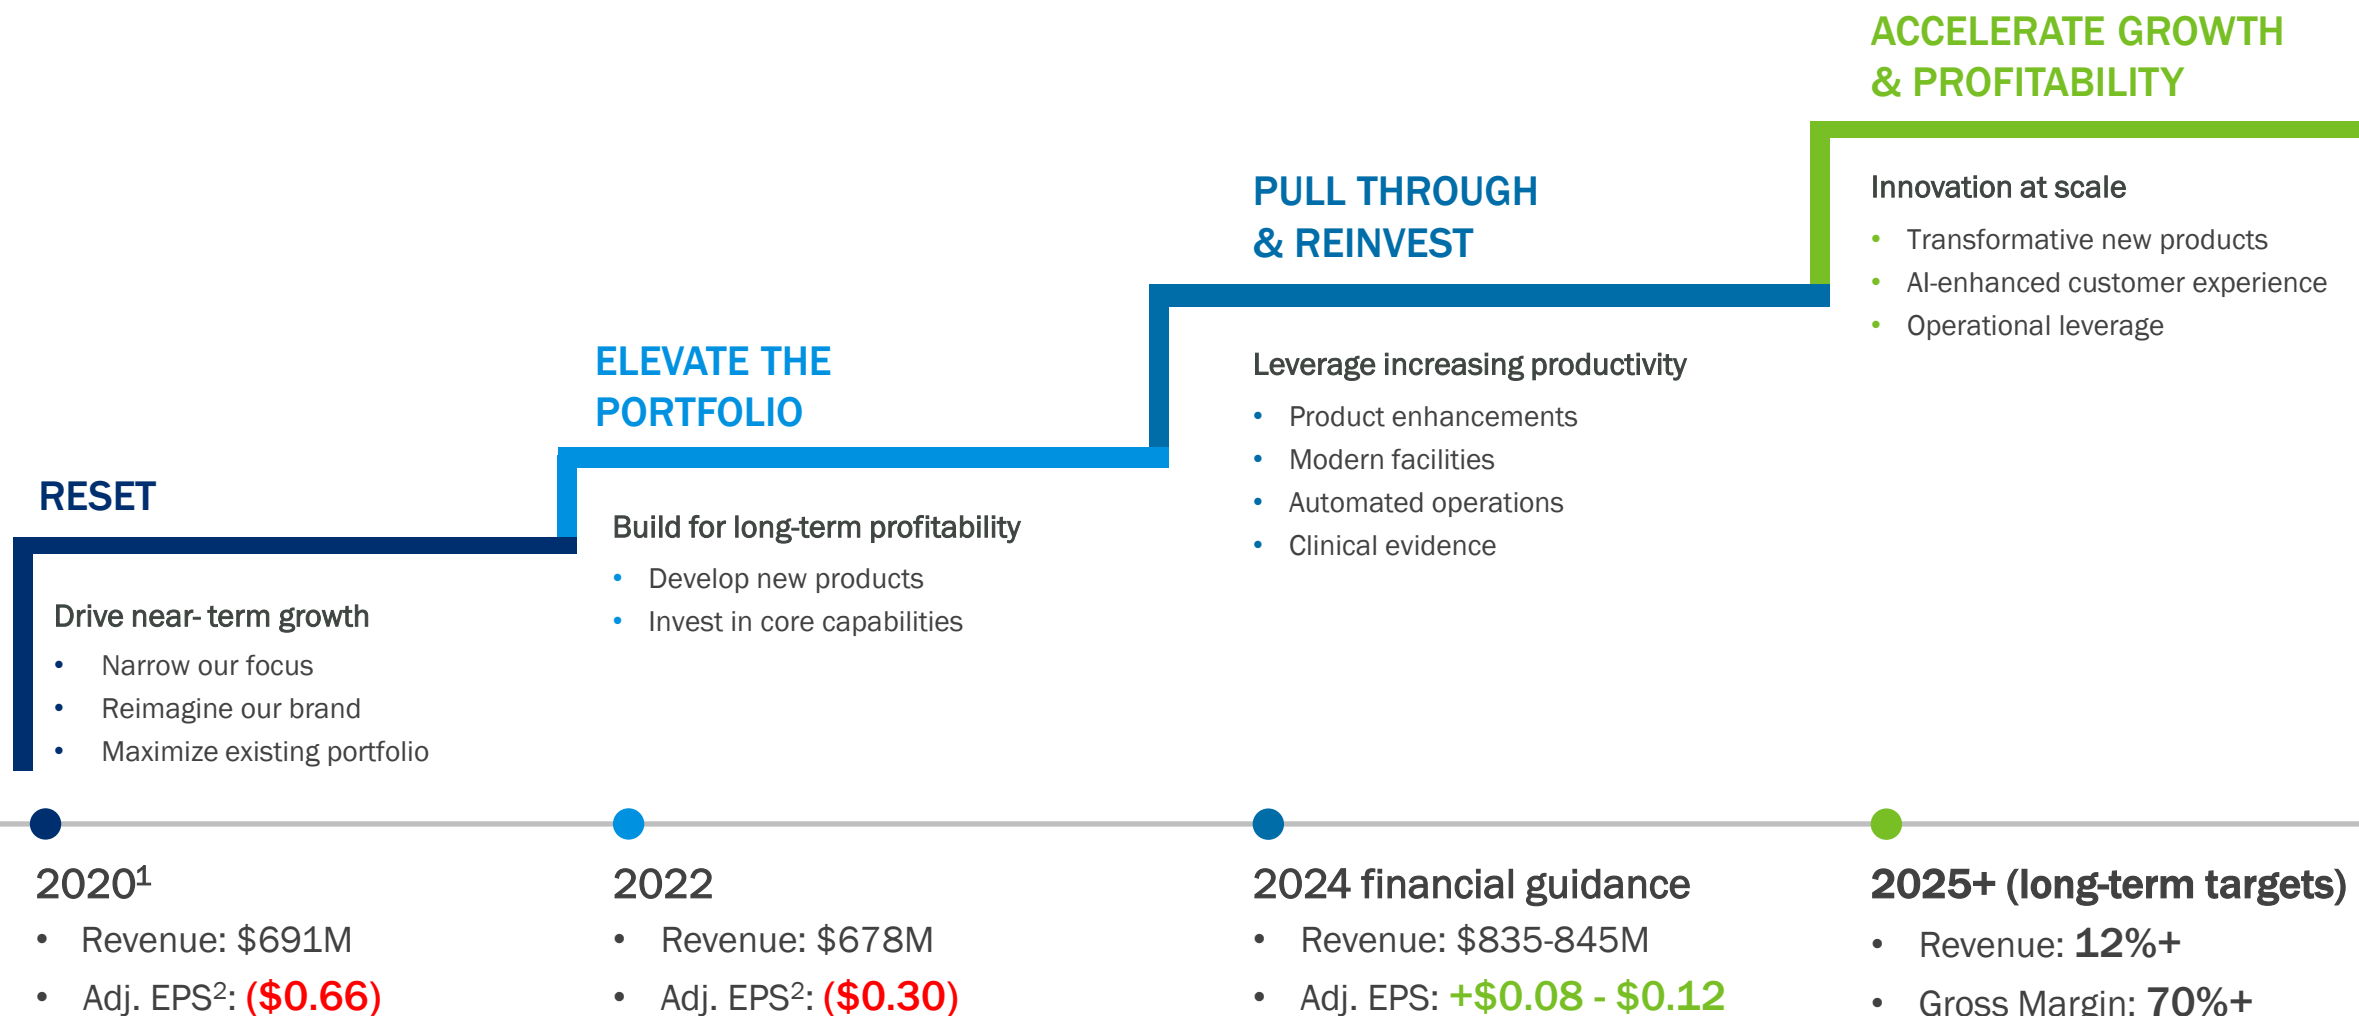 RESET
Drive near- term growth
• Narrow our focus
• Reimagine our brand
• Maximize existing portfolio
ELEVATE THE
PORTFOLIO
Build for long-term profitability
• Develop new products
• Invest in core capabilities
PULL THROUGH
& REINVEST
Leverage increasing productivity
• Product enhancements
• Modern facilities
• Automated operations
• Clinical evidence
ACCELERATE GROWTH
& PROFITABILITY
Innovation at scale
• Transformative new products
• AI-enhanced customer experience
• Operational leverage
2020¹
• Revenue: $691M
• Adj. EPS²: ($0.66)
2022
• Revenue: $678M
• Adj. EPS²: ($0.30)
2024 financial guidance
• Revenue: $835-845M
• Adj. EPS: +$0.08 - $0.12
2025+ (long-term targets)
• Revenue: 12%+
• Gross Margin: 70%+